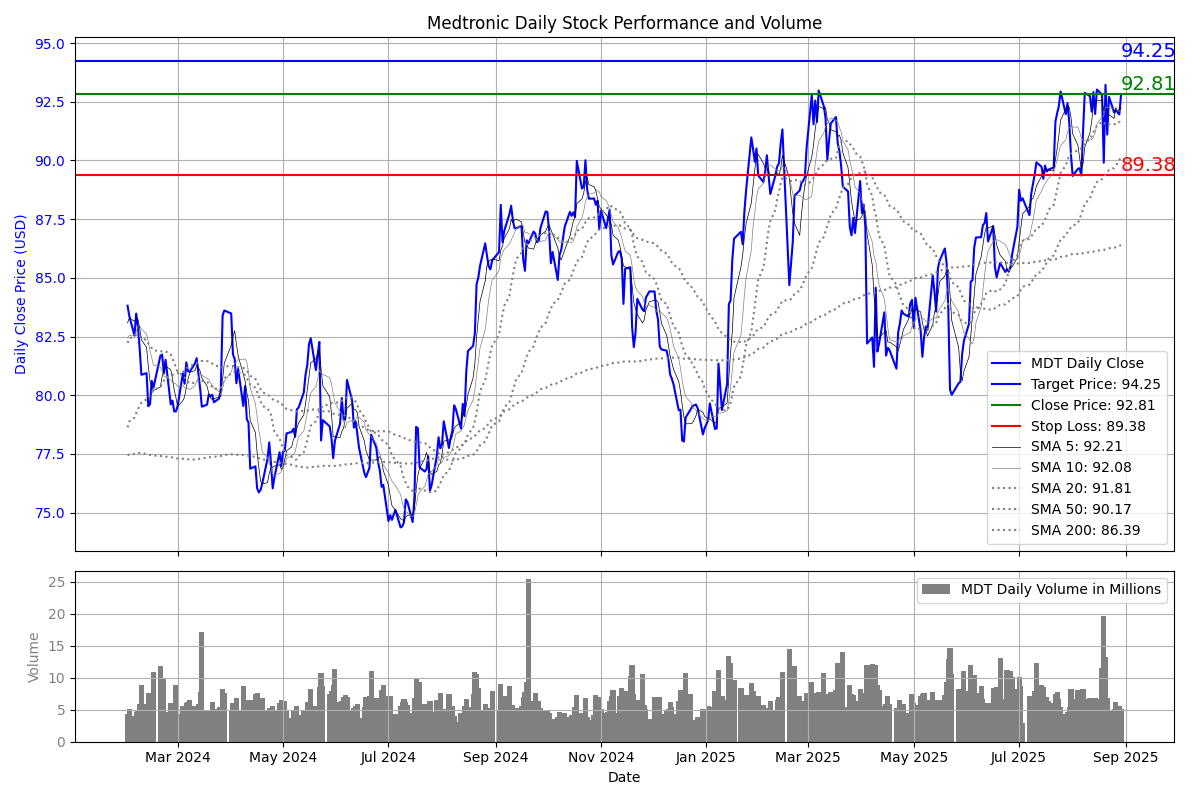 Medtronic Daily Stock Performance and Volume
Daily Close Price (USD)
95.0
92.5
90.0
87.5
85.0
82.5
80.0
77.5
75.0
94.25
92.81
89.38
MDT Daily Close
Target Price: 94.25
Close Price: 92.81
Stop Loss: 89.38
SMA 5: 92.21
SMA 10: 92.08
SMA 20: 91.81
SMA 50: 90.17
SMA 200: 86.39
Volume
25
20
15
10
5
0
MDT Daily Volume in Millions
Mar 2024
May 2024
Jul 2024
Sep 2024
Nov 2024
Jan 2025
Mar 2025
May 2025
Jul 2025
Sep 2025
Date